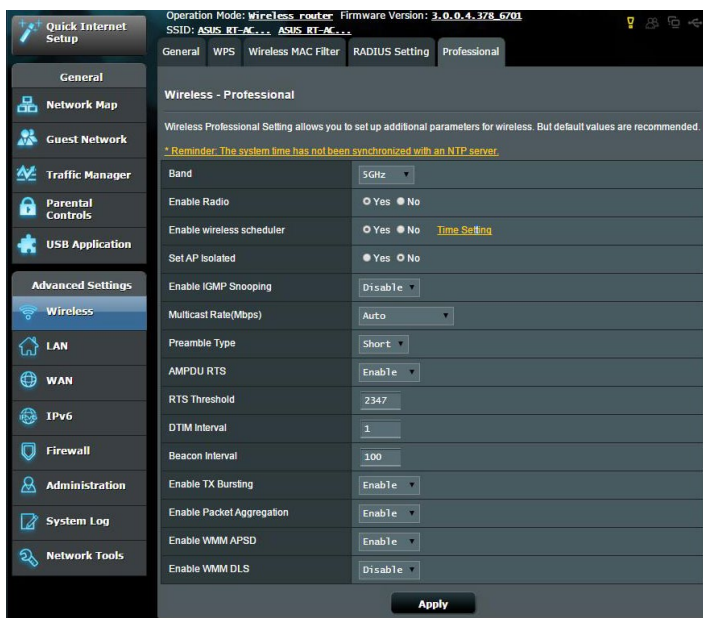 Quick Internet
Setup
General
Network Map
Guest Network
Traffic Manager
Parental
Controls
USB Application
Advanced Settings
Wireless
LAN
WAN
IPv6
Firewall
Administration
System Log
Network Tools
Operation Mode: Wireless router Firmware Version: 3.0.0.4.378_6701
SSID: ASUS RT-AC... ASUS RT-AC...
General WPS Wireless MAC Filter RADIUS Setting Professional
Wireless - Professional
Wireless Professional Setting allows you to set up additional parameters for wireless. But default values are recommended.
* Reminder: The system time has not been synchronized with an NTP server.
Band 5GHz
Enable Radio Yes No
Enable wireless scheduler Yes No Time Setting
Set AP Isolated Yes No
Enable IGMP Snooping Disable
Multicast Rate(Mbps) Auto
Preamble Type Short
AMPDU RTS Enable
RTS Threshold 2347
DTIM Interval 1
Beacon Interval 100
Enable TX Bursting Enable
Enable Packet Aggregation Enable
Enable WMM APSD Enable
Enable WMM DLS Disable
Apply